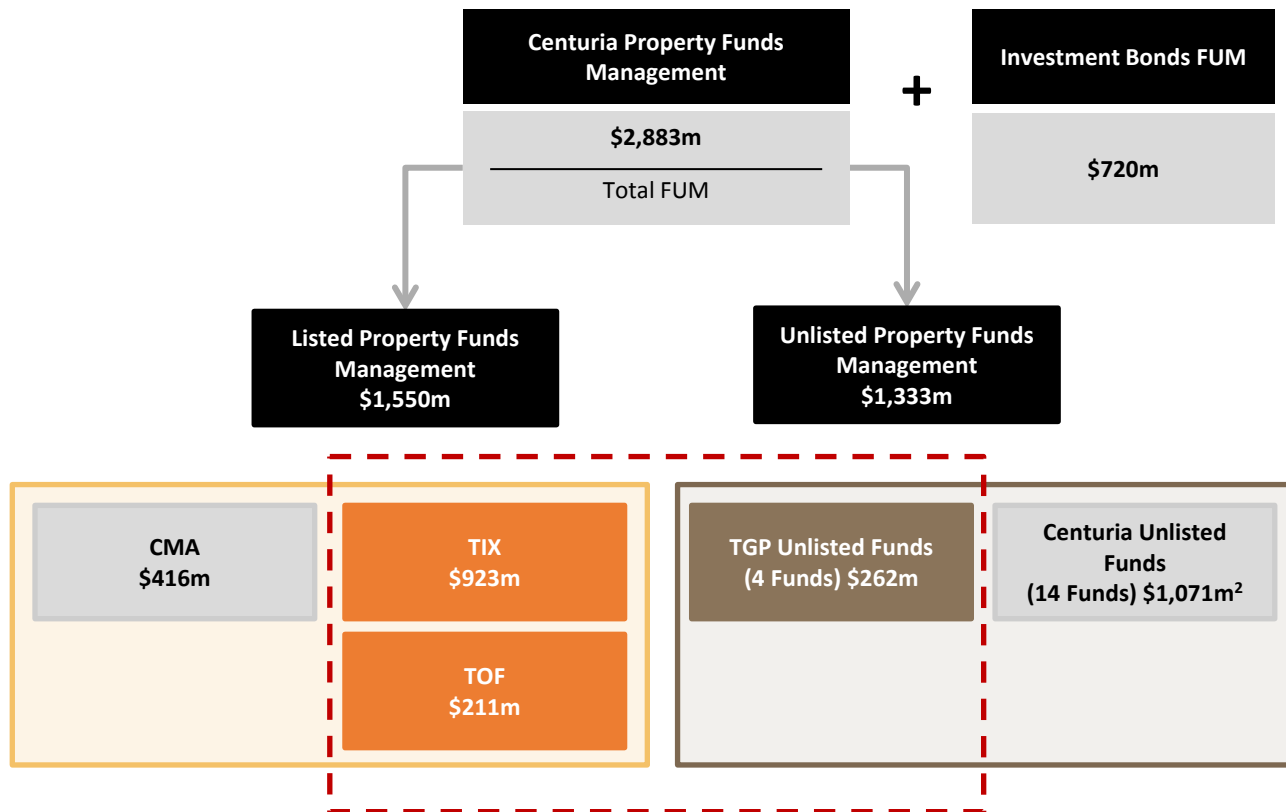 Centuria Property Funds
Management
$2,883m
Total FUM
+
Investment Bonds FUM
$720m
Listed Property Funds
Management
$1,550m
Unlisted Property Funds
Management
$1,333m
CMA
$416m
TIX
$923m
TOF
$211m
TGP Unlisted Funds
(4 Funds) $262m
Centuria Unlisted
Funds
(14 Funds) $1,071m²